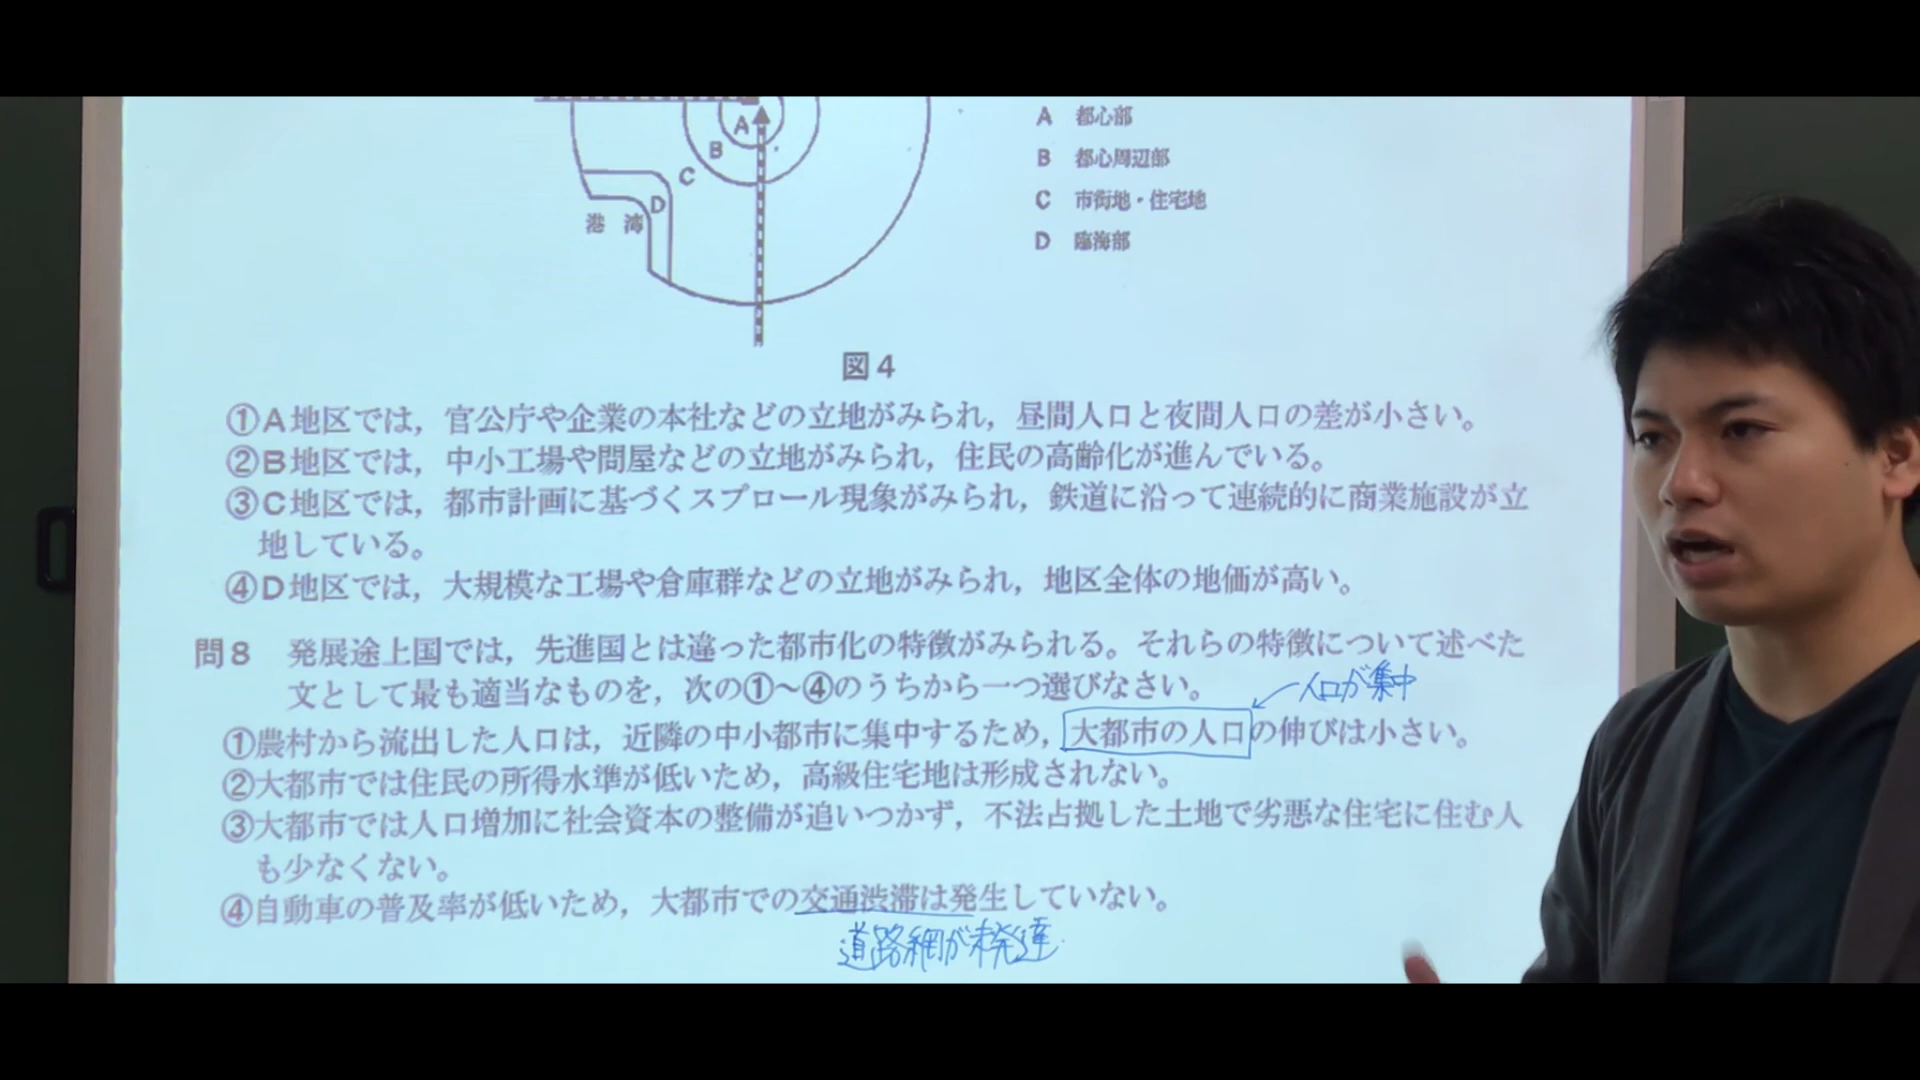 A
B
C
D
港湾
A 都心部
B 都心周辺部
C 市街地・住宅地
D 臨海部
図4
①A地区では，官公庁や企業の本社などの立地がみられ，昼間人口と夜間人口の差が小さい。
②B地区では，中小工場や問屋などの立地がみられ，住民の高齢化が進んでいる。
③C地区では，都市計画に基づくスプロール現象がみられ，鉄道に沿って連続的に商業施設が立
地している。
④D地区では，大規模な工場や倉庫群などの立地がみられ，地区全体の地価が高い。
問8 発展途上国では，先進国とは違った都市化の特徴がみられる。それらの特徴について述べた
文として最も適当なものを，次の①～④のうちから一つ選びなさい。
人口が集中
①農村から流出した人口は，近隣の中小都市に集中するため，大都市の人口の伸びは小さい。
②大都市では住民の所得水準が低いため，高級住宅地は形成されない。
③大都市では人口増加に社会資本の整備が追いつかず，不法占拠した土地で劣悪な住宅に住む人
も少なくない。
④自動車の普及率が低いため，大都市での交通渋滞は発生していない。
道路網が未発達